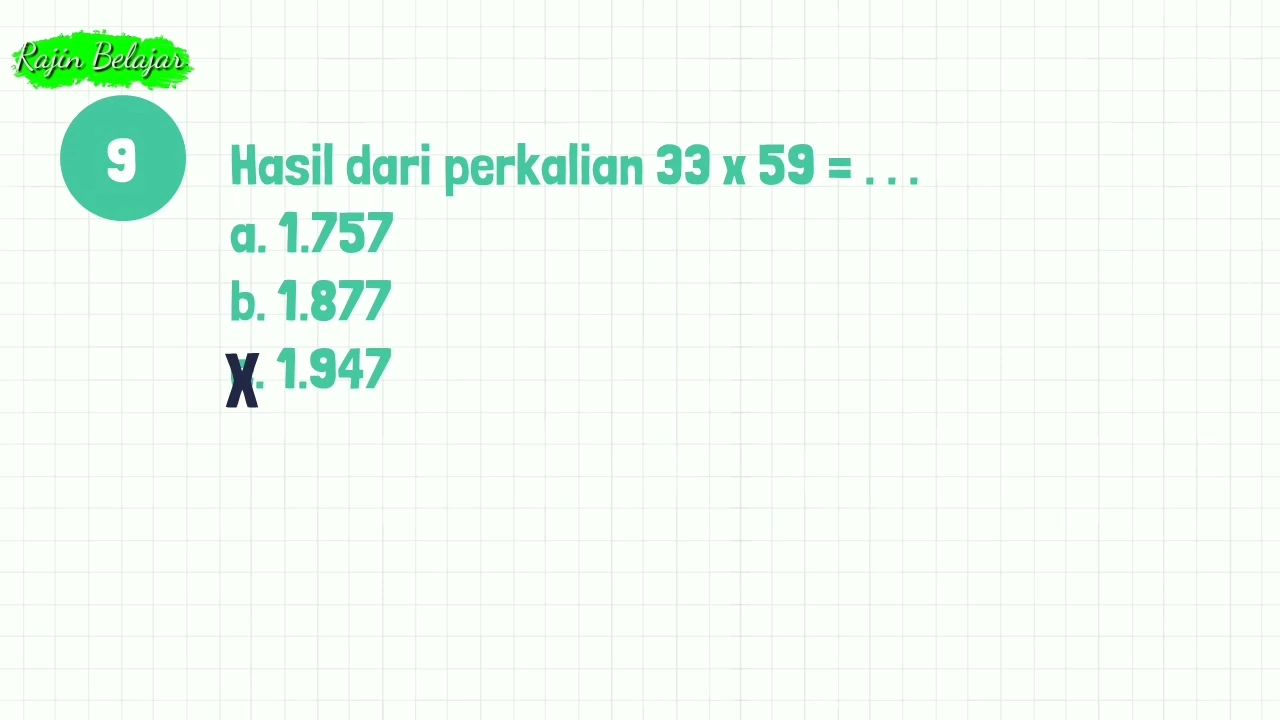 Rajin Belajar
9
Hasil dari perkalian 33 x 59 = . . .
a. 1.757
b. 1.877
X. 1.947